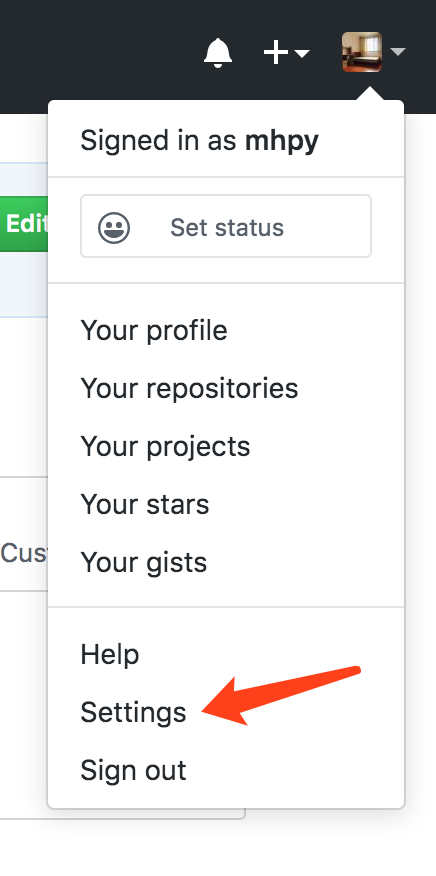 Signed in as mhpy
Set status
Edit
Your profile
Your repositories
Your projects
Your stars
Your gists
Help
Settings
Sign out